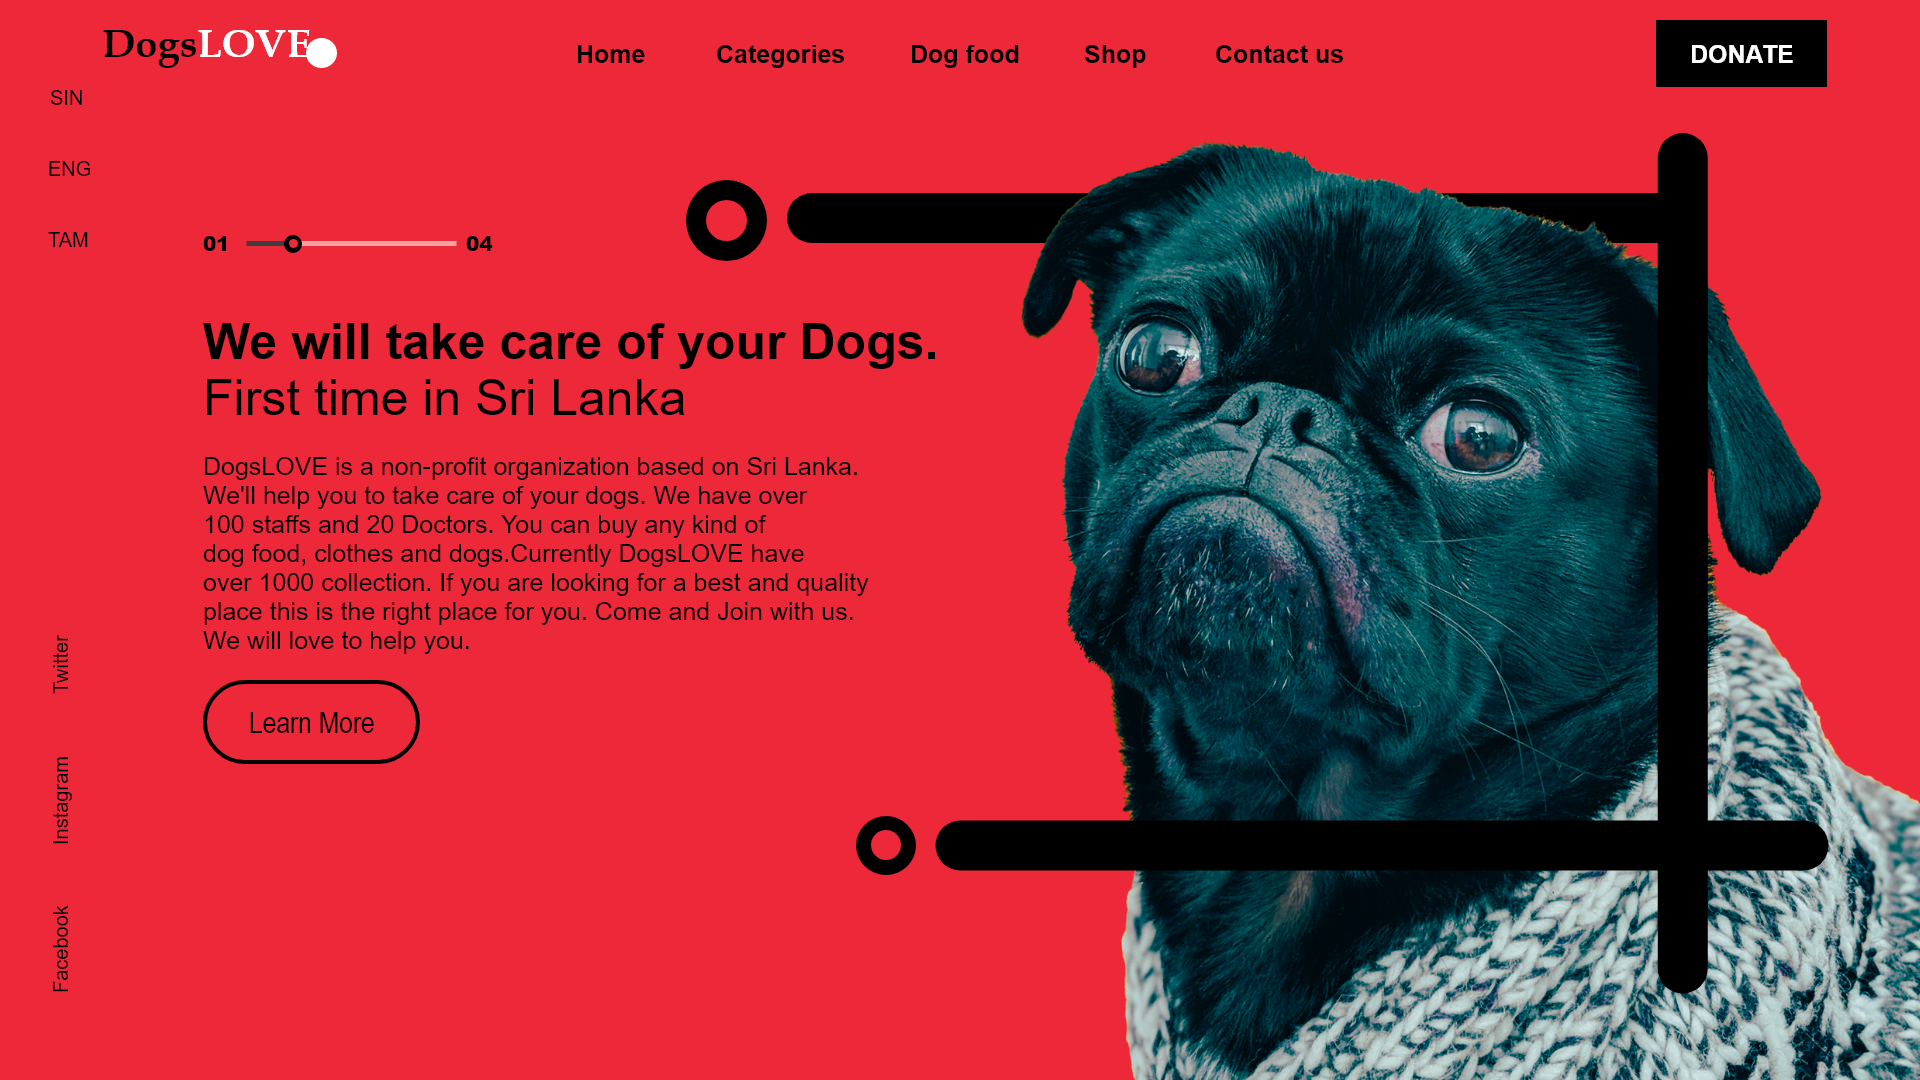 DogsLOVE
Home
Categories
Dog food
Shop
Contact us
DONATE
SIN
ENG
TAM
01
04
We will take care of your Dogs.
First time in Sri Lanka
DogsLOVE is a non-profit organization based on Sri Lanka.
We'll help you to take care of your dogs. We have over
100 staffs and 20 Doctors. You can buy any kind of
dog food, clothes and dogs.Currently DogsLOVE have
over 1000 collection. If you are looking for a best and quality
place this is the right place for you. Come and Join with us.
We will love to help you.
Learn More
Twitter
Instagram
Facebook